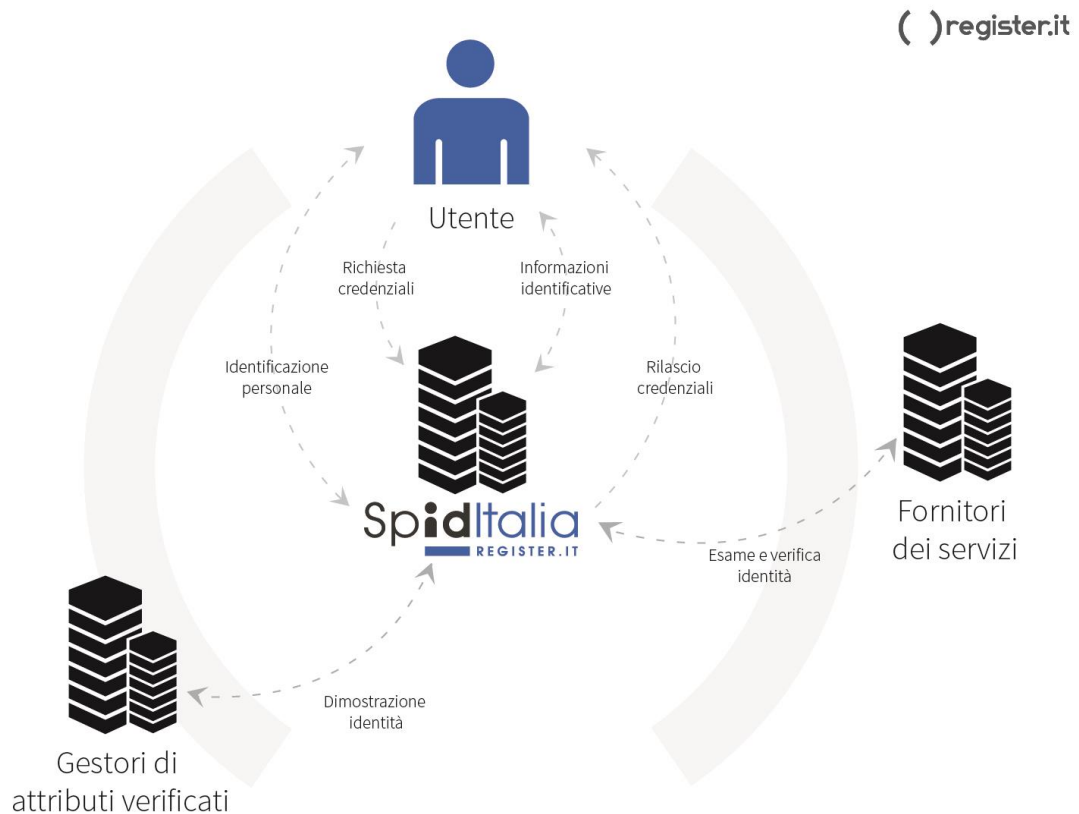 ( ) register.it
Utente
Richiesta
credenziali
Informazioni
identificative
Identificazione
personale
Rilascio
credenziali
SpidItalia
REGISTER.IT
Fornitori
dei servizi
Esame e verifica
identità
Dimostrazione
identità
Gestori di
attributi verificati